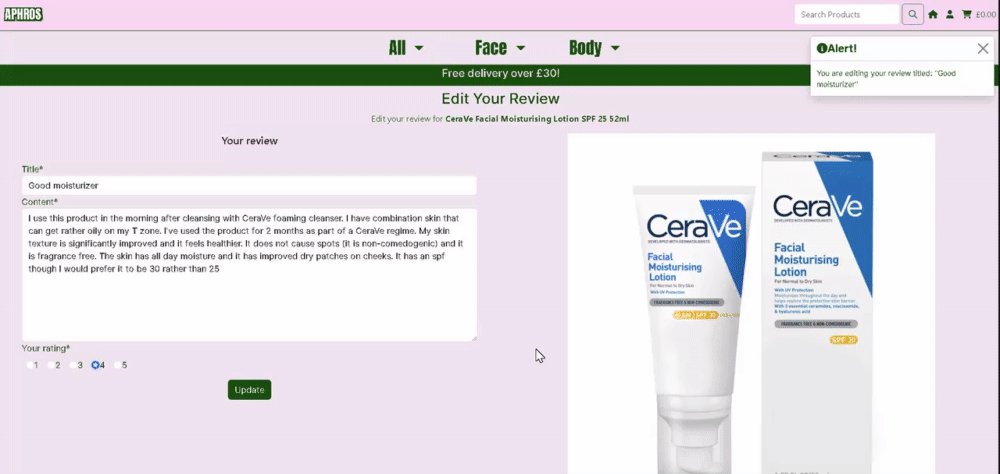 APHROS
Search Products
£0.00
All
Face
Body
Alert!
You are editing your review titled: "Good
moisturizer"
Free delivery over £30!
Edit Your Review
Edit your review for CeraVe Facial Moisturising Lotion SPF 25 52ml
Your review
Title*
Good moisturizer
Content*
I use this product in the morning after cleansing with CeraVe foaming cleanser. I have combination skin that
can get rather oily on my T zone. I've used the product for 2 months as part of a CeraVe regime. My skin
texture is significantly improved and it feels healthier. It does not cause spots (it is non-comedogenic) and it
is fragrance free. The skin has all day moisture and it has improved dry patches on cheeks. It has an spf
though I would prefer it to be 30 rather than 25
Your rating*
1 2 3 4 5
Update
CeraVe
DEVELOPED WITH DERMATOLOGISTS
Facial
Moisturising
Lotion
For Normal to Dry Skin
With UV Protection
FRAGRANCE FREE & NON-COMEDOGENIC
AM SPF 30
CeraVe
CeraVe
DEVELOPED WITH DERMATOLOGISTS
Facial
Moisturising
Lotion
For Normal to Dry Skin
With UV Protection
Moisturises throughout the day and
helps restore the protective skin barrier
With 3 essential ceramides, niacinamide,
& hyaluronic acid
FRAGRANCE FREE & NON-COMEDOGENIC
SPF 30